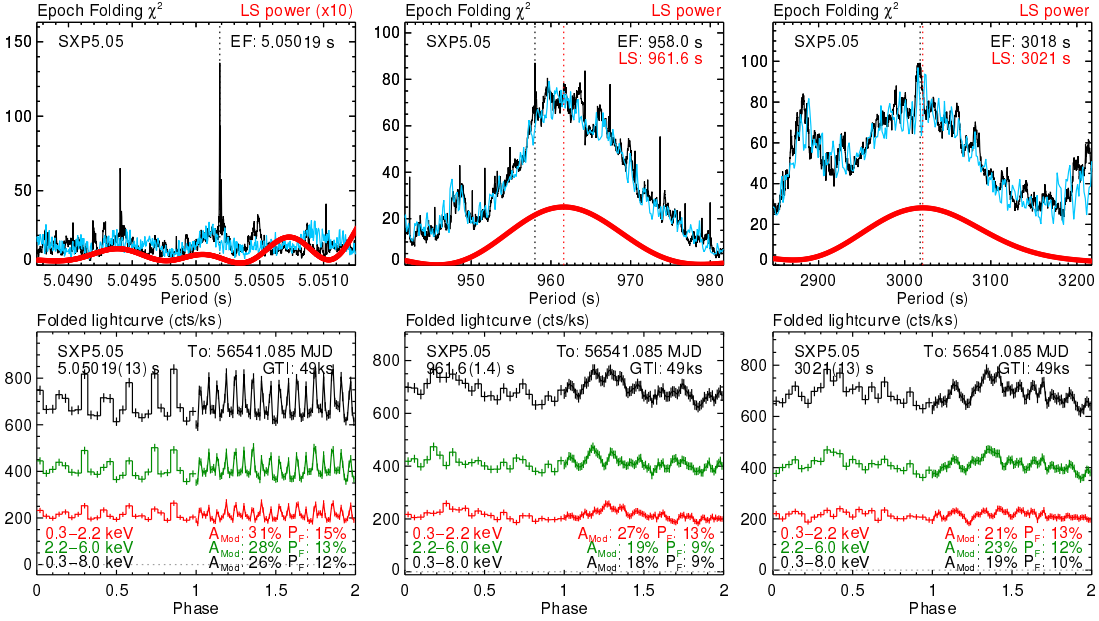 Epoch Folding χ² LS power (x10)
SXP5.05 EF: 5.05019 s
150
100
50
0
5.0490 5.0495 5.0500 5.0505 5.0510
Period (s)
Epoch Folding χ² LS power
SXP5.05 EF: 958.0 s
LS: 961.6 s
100
80
60
40
20
0
950 960 970 980
Period (s)
Epoch Folding χ² LS power
SXP5.05 EF: 3018 s
LS: 3021 s
100
80
60
40
20
0
2900 3000 3100 3200
Period (s)
Folded lightcurve (cts/ks)
SXP5.05 To: 56541.085 MJD
5.05019(13) s GTI: 49ks
800
600
400
200
0
0.3–2.2 keV A_Mod: 31% P_F: 15%
2.2–6.0 keV A_Mod: 28% P_F: 13%
0.3–8.0 keV A_Mod: 26% P_F: 12%
0 0.5 1 1.5 2
Phase
Folded lightcurve (cts/ks)
SXP5.05 To: 56541.085 MJD
961.6(1.4) s GTI: 49ks
800
600
400
200
0
0.3–2.2 keV A_Mod: 27% P_F: 13%
2.2–6.0 keV A_Mod: 19% P_F: 9%
0.3–8.0 keV A_Mod: 18% P_F: 9%
0 0.5 1 1.5 2
Phase
Folded lightcurve (cts/ks)
SXP5.05 To: 56541.085 MJD
3021(13) s GTI: 49ks
800
600
400
200
0
0.3–2.2 keV A_Mod: 21% P_F: 13%
2.2–6.0 keV A_Mod: 23% P_F: 12%
0.3–8.0 keV A_Mod: 19% P_F: 10%
0 0.5 1 1.5 2
Phase